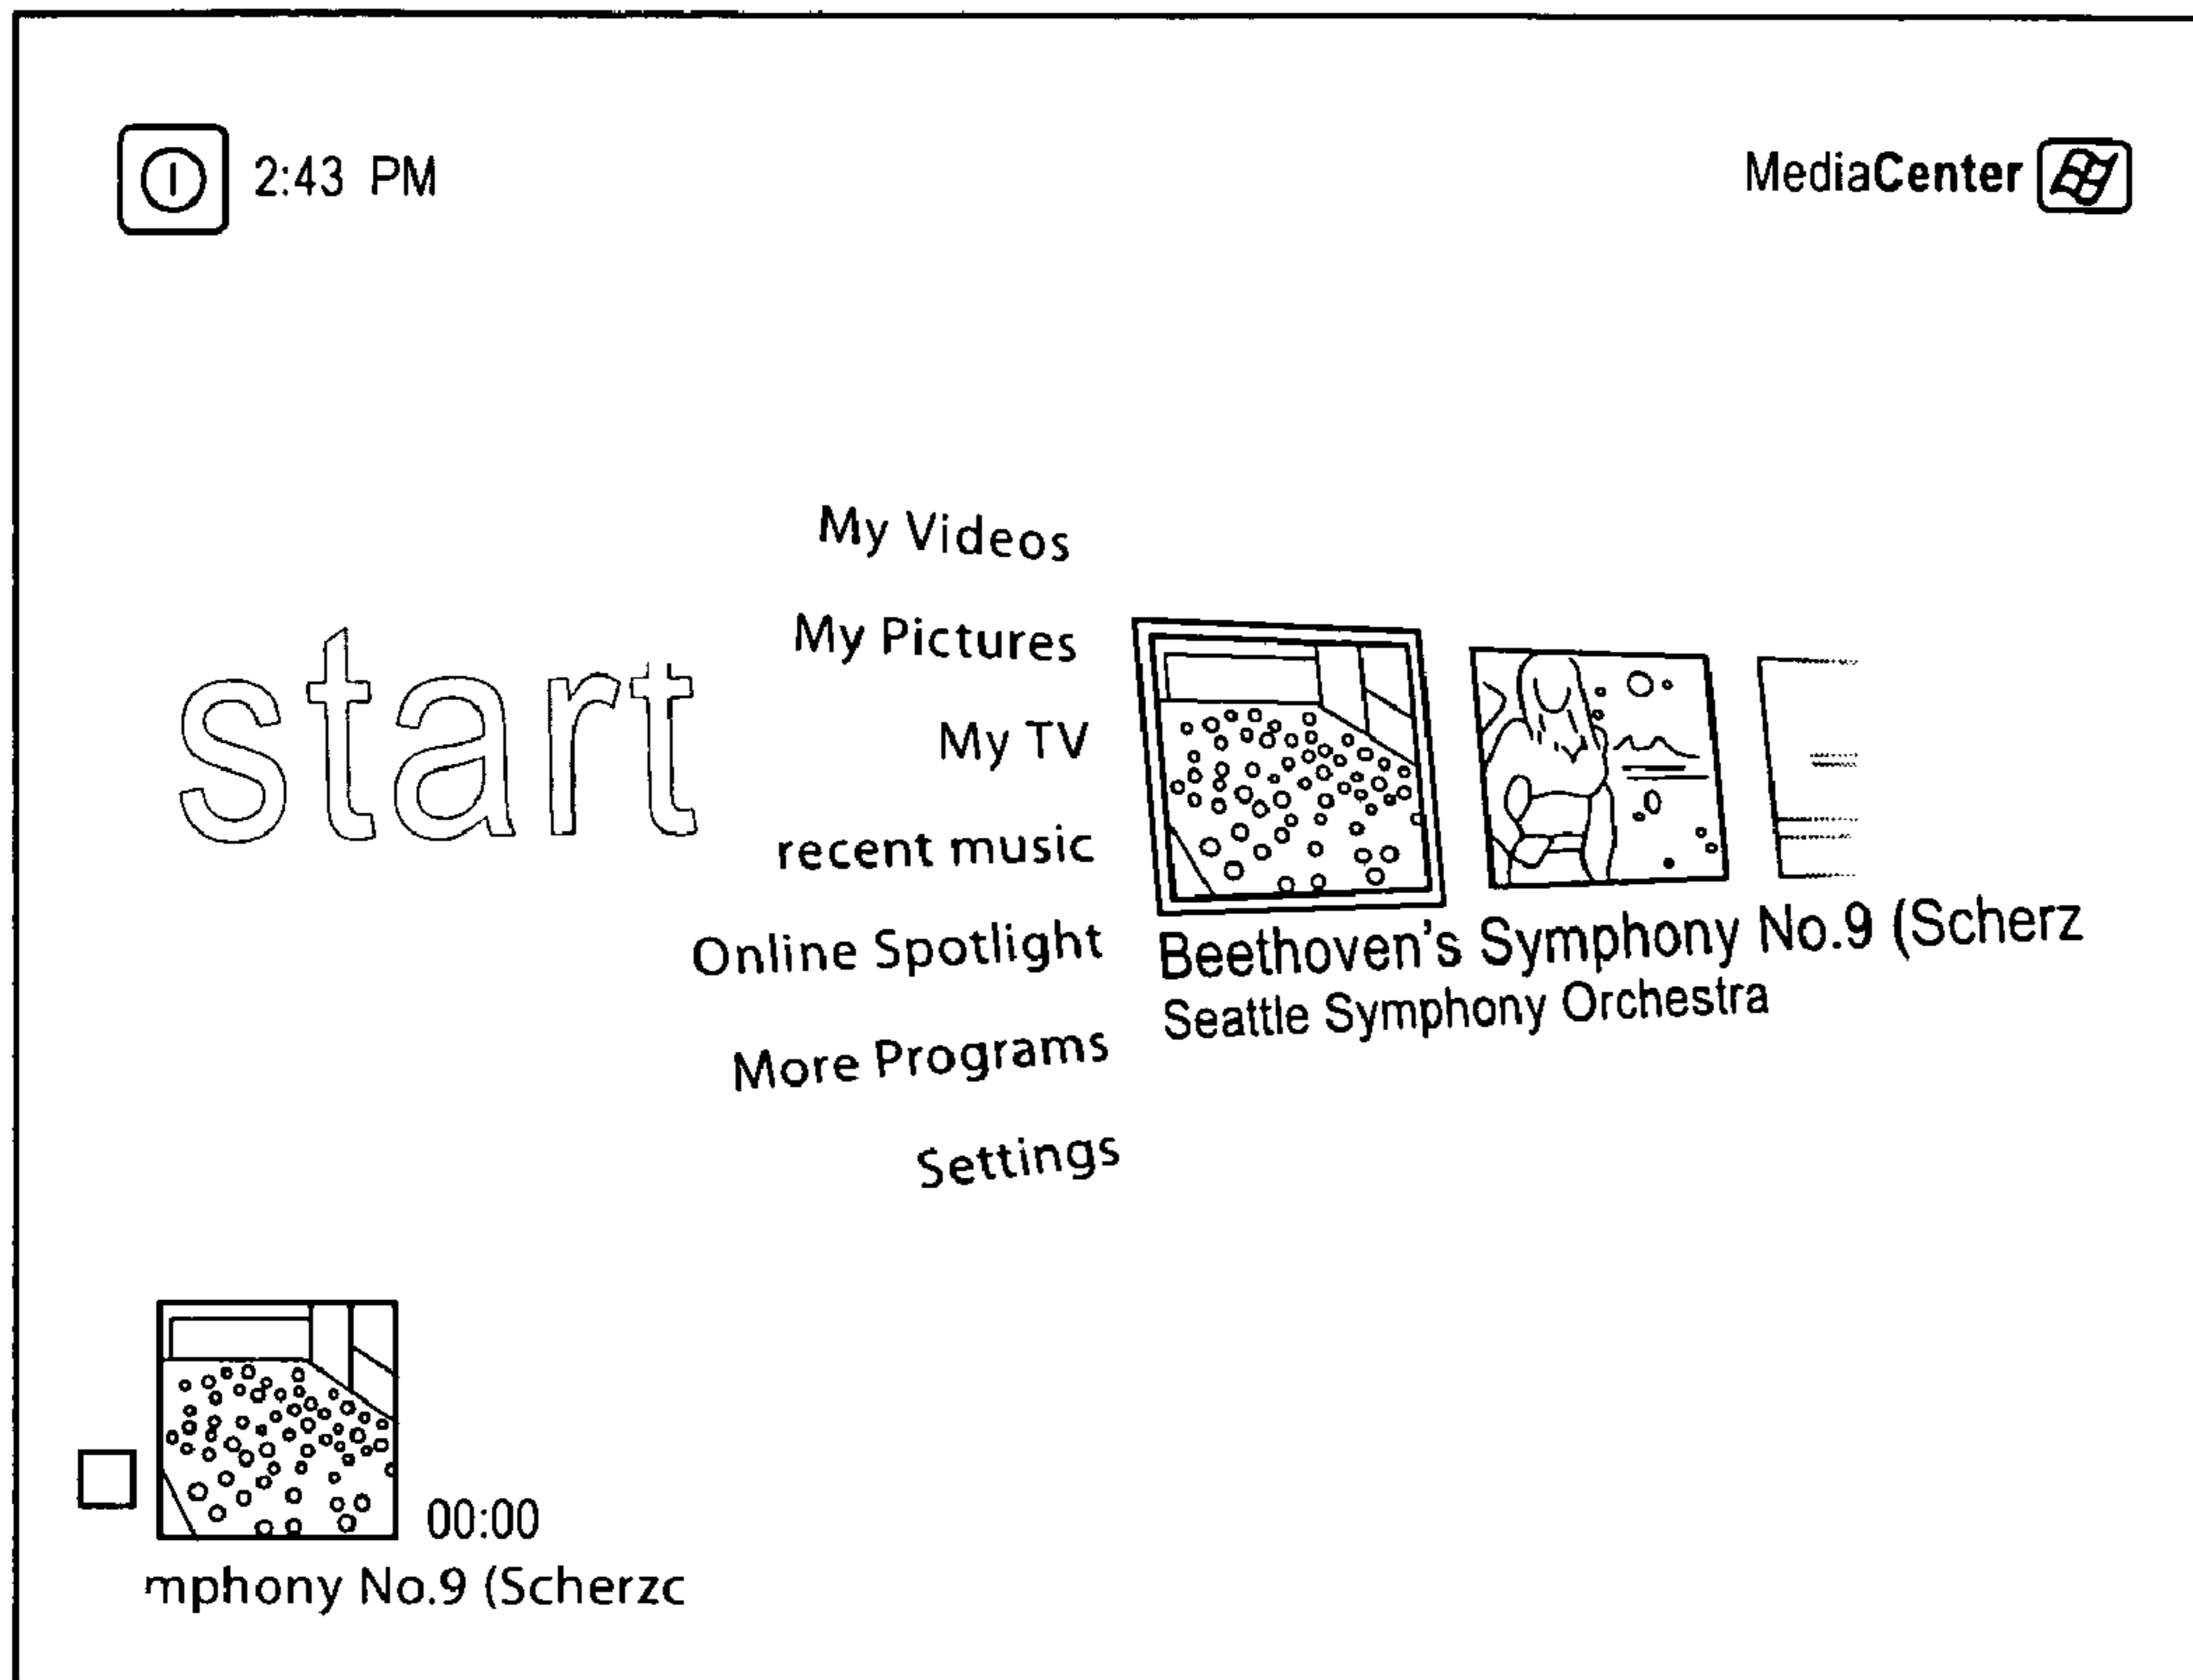 2:43 PM
MediaCenter
start
My Videos
My Pictures
My TV
recent music
Online Spotlight
More Programs
Settings
Beethoven's Symphony No.9 (Scherz
Seattle Symphony Orchestra
00:00
mphony No.9 (Scherzc